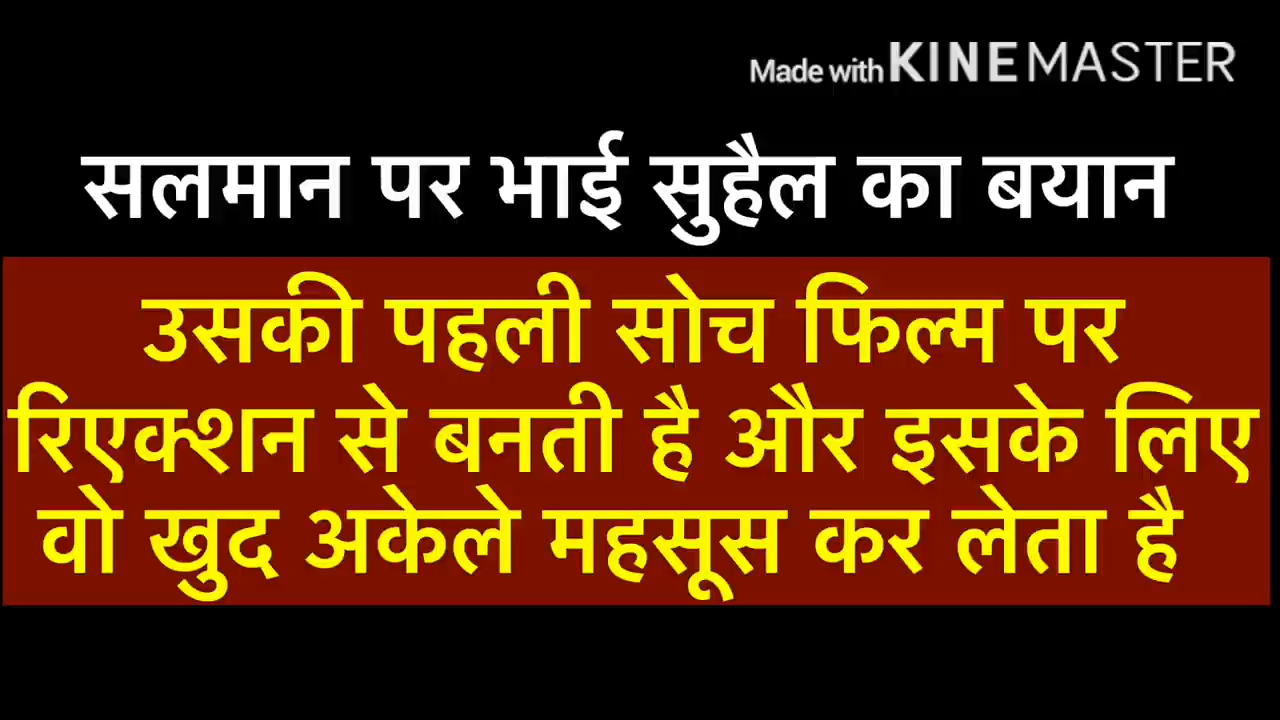 Made with KINEMASTER
सलमान पर भाई सुहैल का बयान
उसकी पहली सोच फिल्म पर
रिएक्शन से बनती है और इसके लिए
वो खुद अकेले महसूस कर लेता है